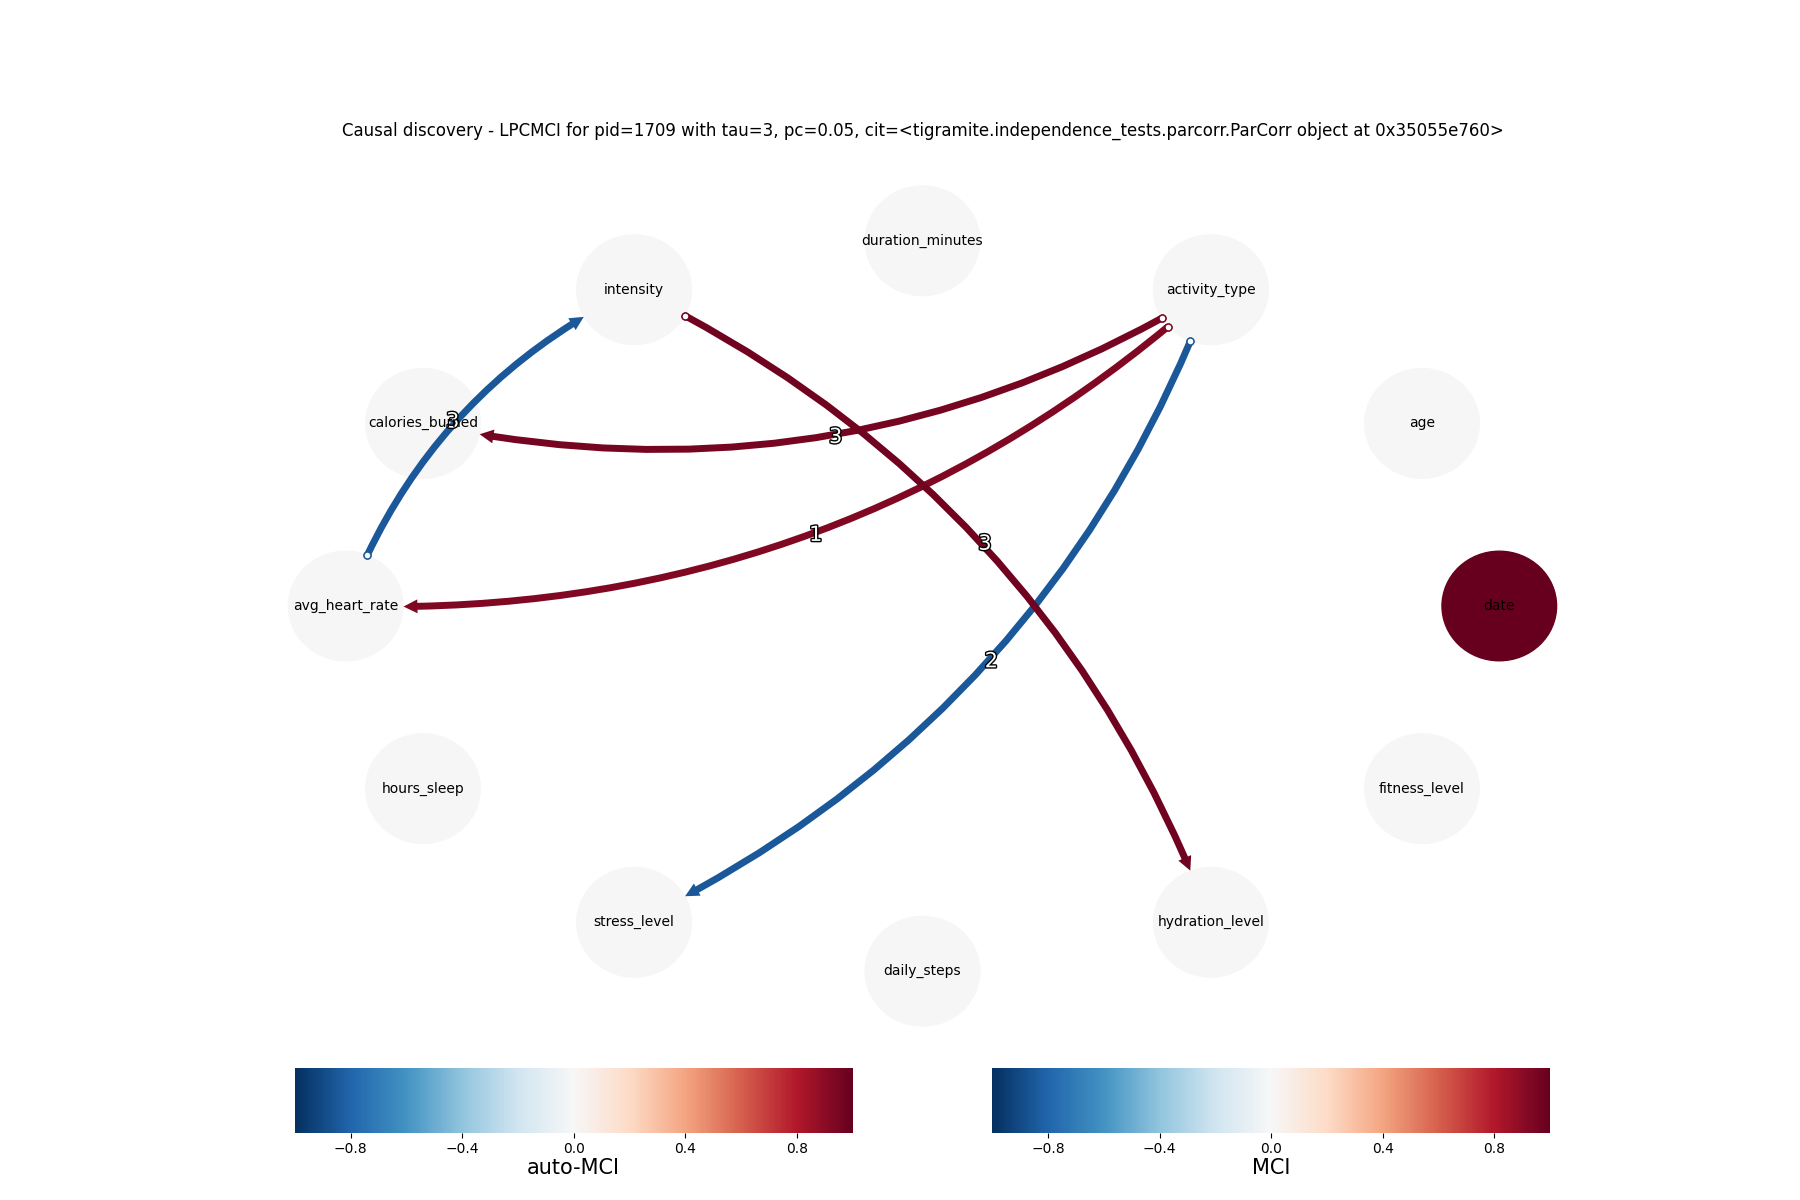 Causal discovery - LPCMCI for pid=1709 with tau=3, pc=0.05, cit=<tigramite.independence_tests.parcorr.ParCorr object at 0x35055e760>
duration_minutes
intensity
activity_type
calories_burned
3
age
3
1
3
avg_heart_rate
date
2
hours_sleep
fitness_level
stress_level
hydration_level
daily_steps
−0.8 −0.4 0.0 0.4 0.8
auto-MCI
−0.8 −0.4 0.0 0.4 0.8
MCI